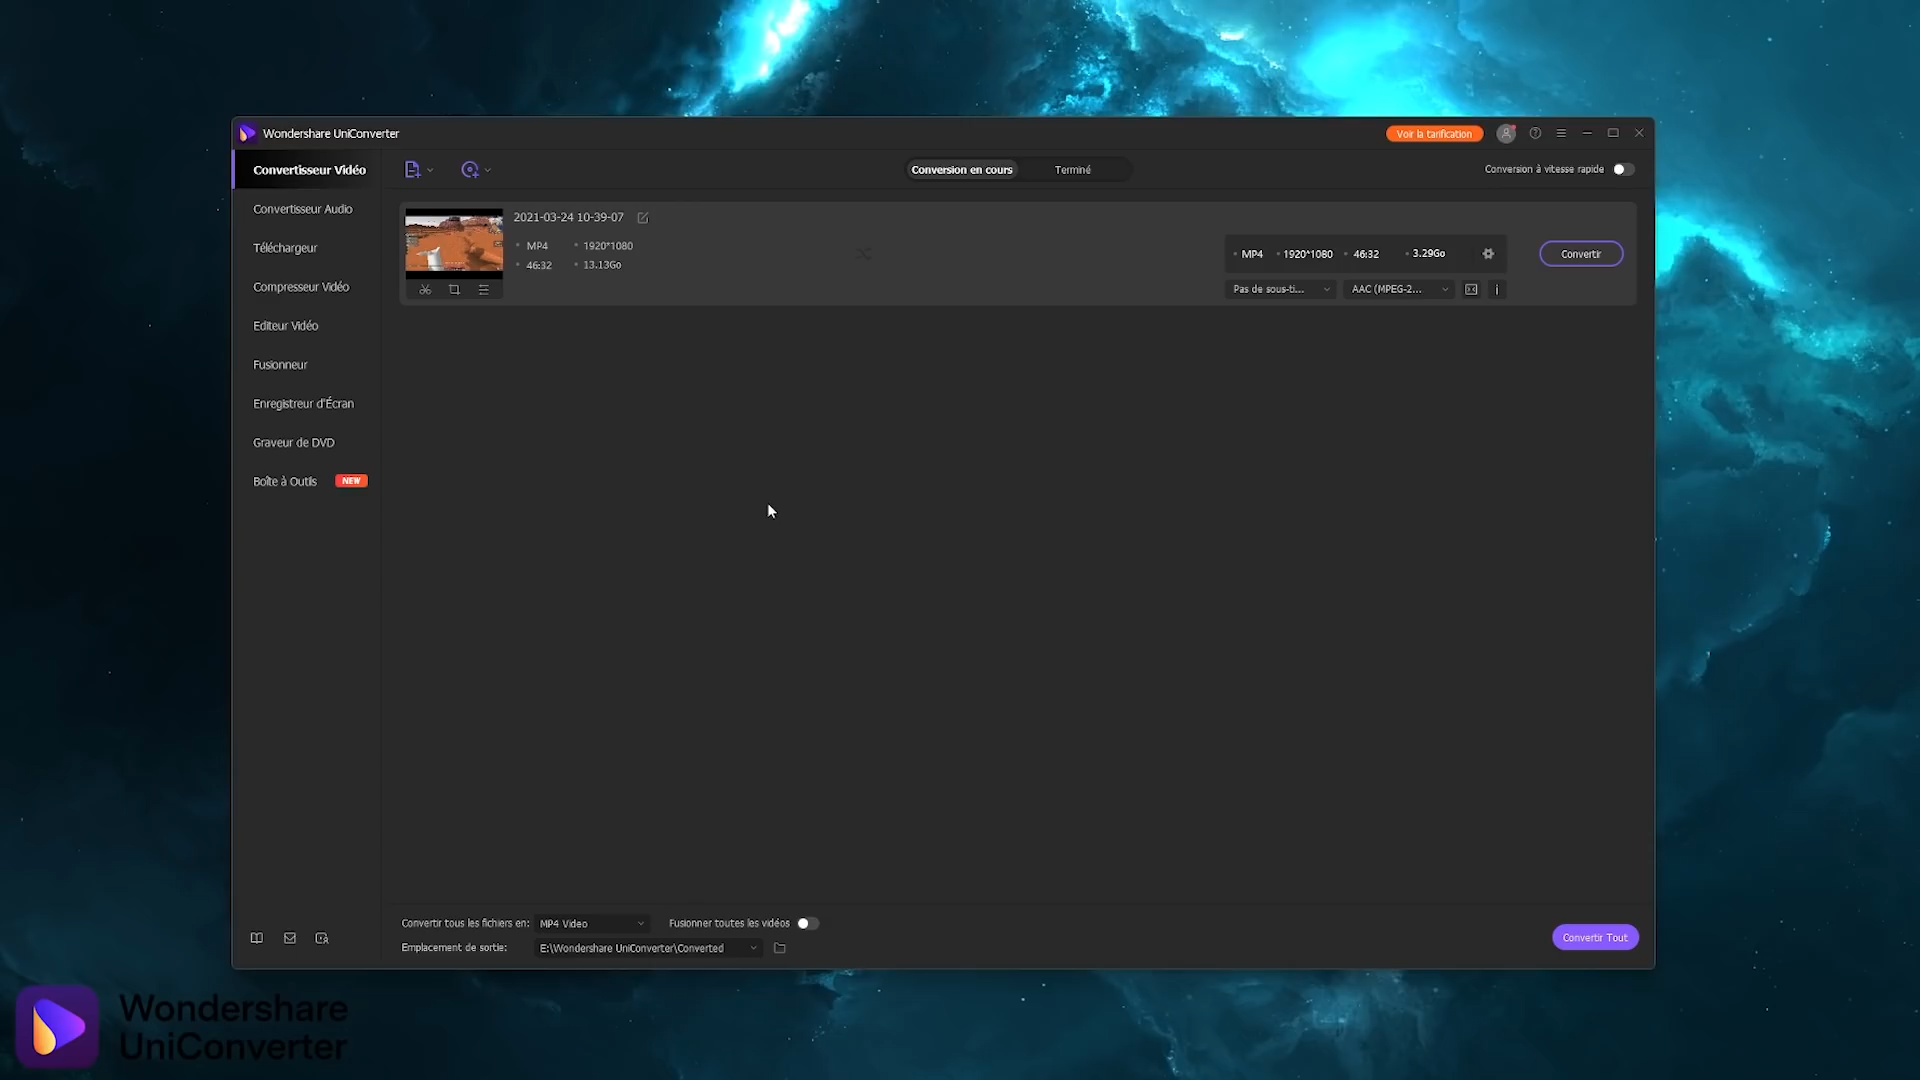 Wondershare UniConverter
Voir la tarification
Convertisseur Vidéo
Conversion en cours
Terminé
Conversion à vitesse rapide
Convertisseur Audio
Téléchargeur
Compresseur Vidéo
Editeur Vidéo
Fusionneur
Enregistreur d'Écran
Graveur de DVD
Boîte à Outils NEW
2021-03-24 10-39-07
MP4 1920*1080
46:32 13.13Go
MP4 1920*1080 46:32 3.29Go
Convertir
Pas de sous-ti...
AAC (MPEG-2...
Convertir tous les fichiers en: MP4 Video
Fusionner toutes les vidéos
Emplacement de sortie: E:\Wondershare UniConverter\Converted
Convertir Tout
Wondershare
UniConverter